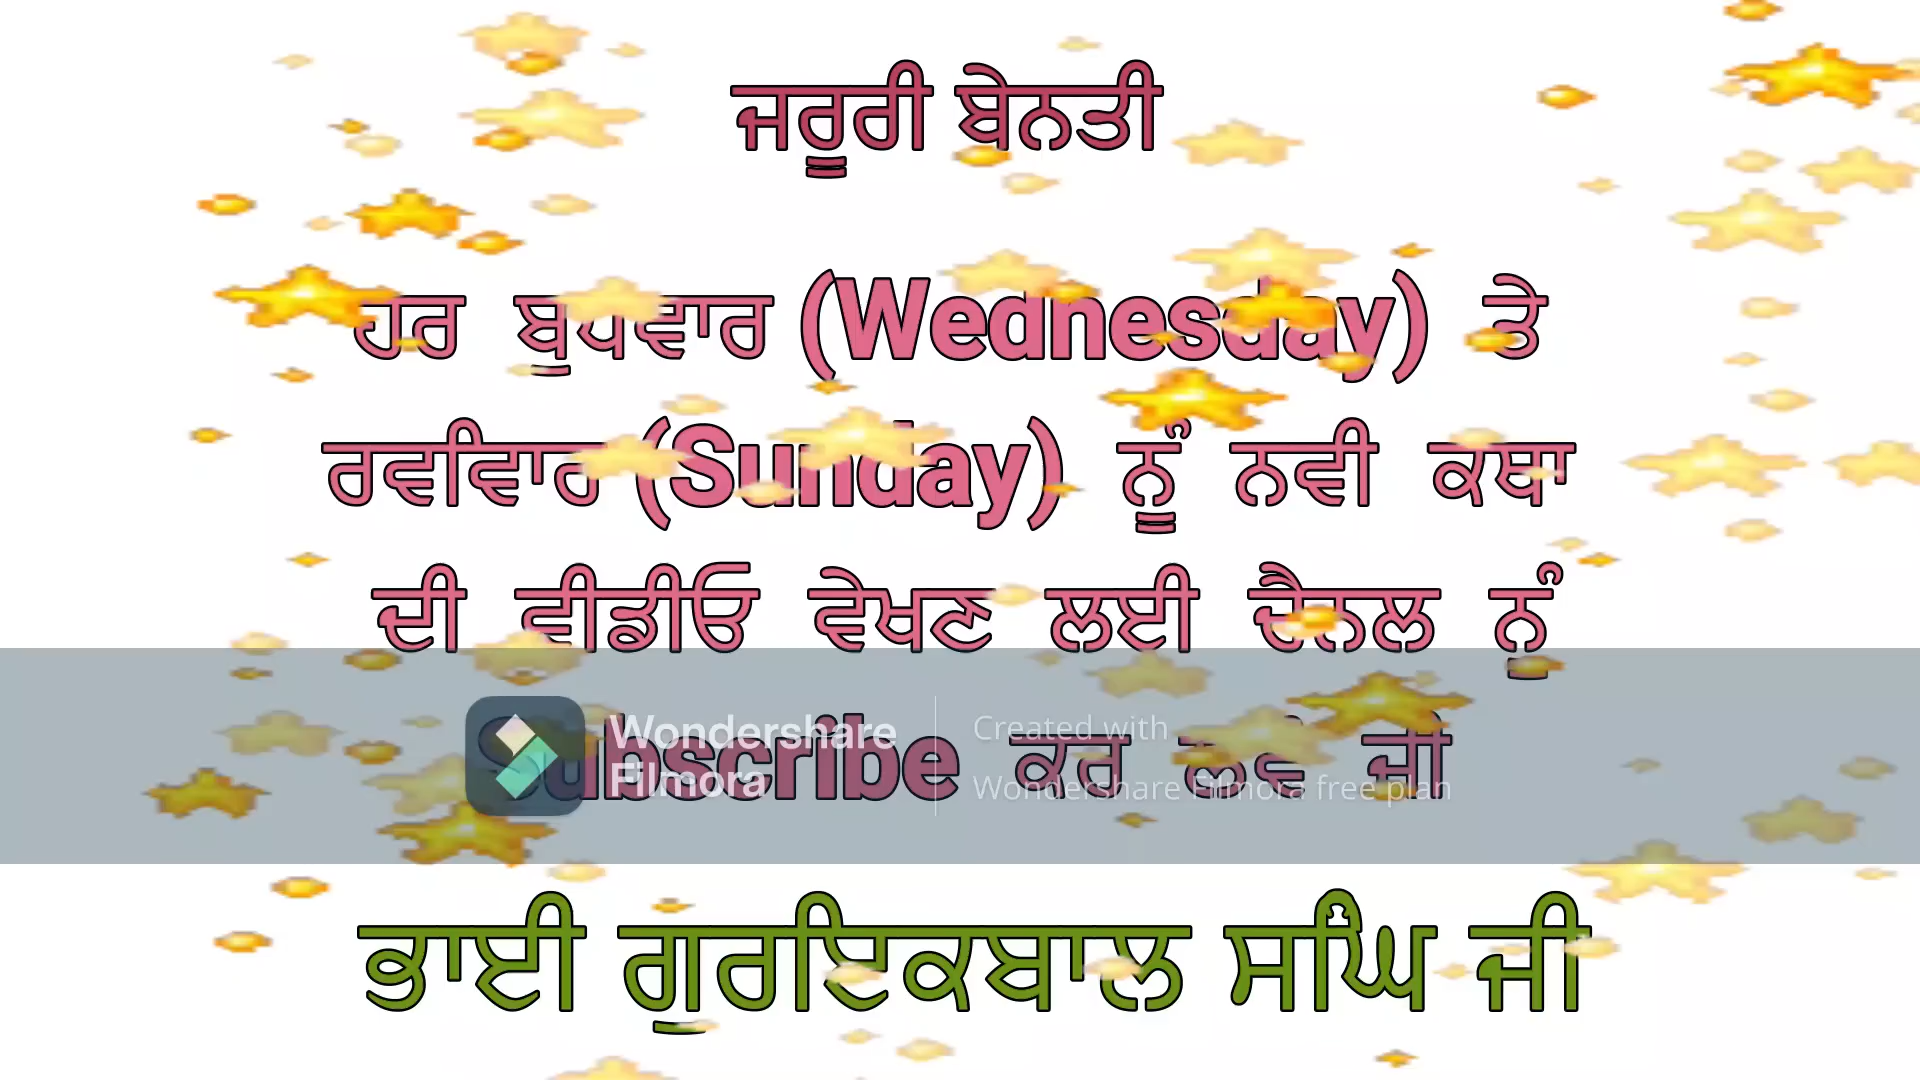 ਜਰੂਰੀ ਬੇਨਤੀ
ਹਰ ਬੁਧਵਾਰ (Wednesday) ਤੇ
ਰਵੀਵਾਰ (Sunday) ਨੂੰ ਨਵੀ ਕਥਾ
ਦੀ ਵੀਡੀਓ ਵੇਖਣ ਲਈ ਚੈਨਲ ਨੂੰ
Subscribe ਕਰ ਲਵੋ ਜੀ
Wondershare Filmora
Created with
Wondershare Filmora free plan
ਭਾਈ ਗੁਰਇਕਬਾਲ ਸਿੰਘ ਜੀ